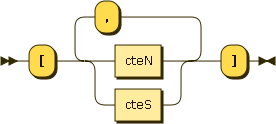 ,
[ cteN ]
cteS